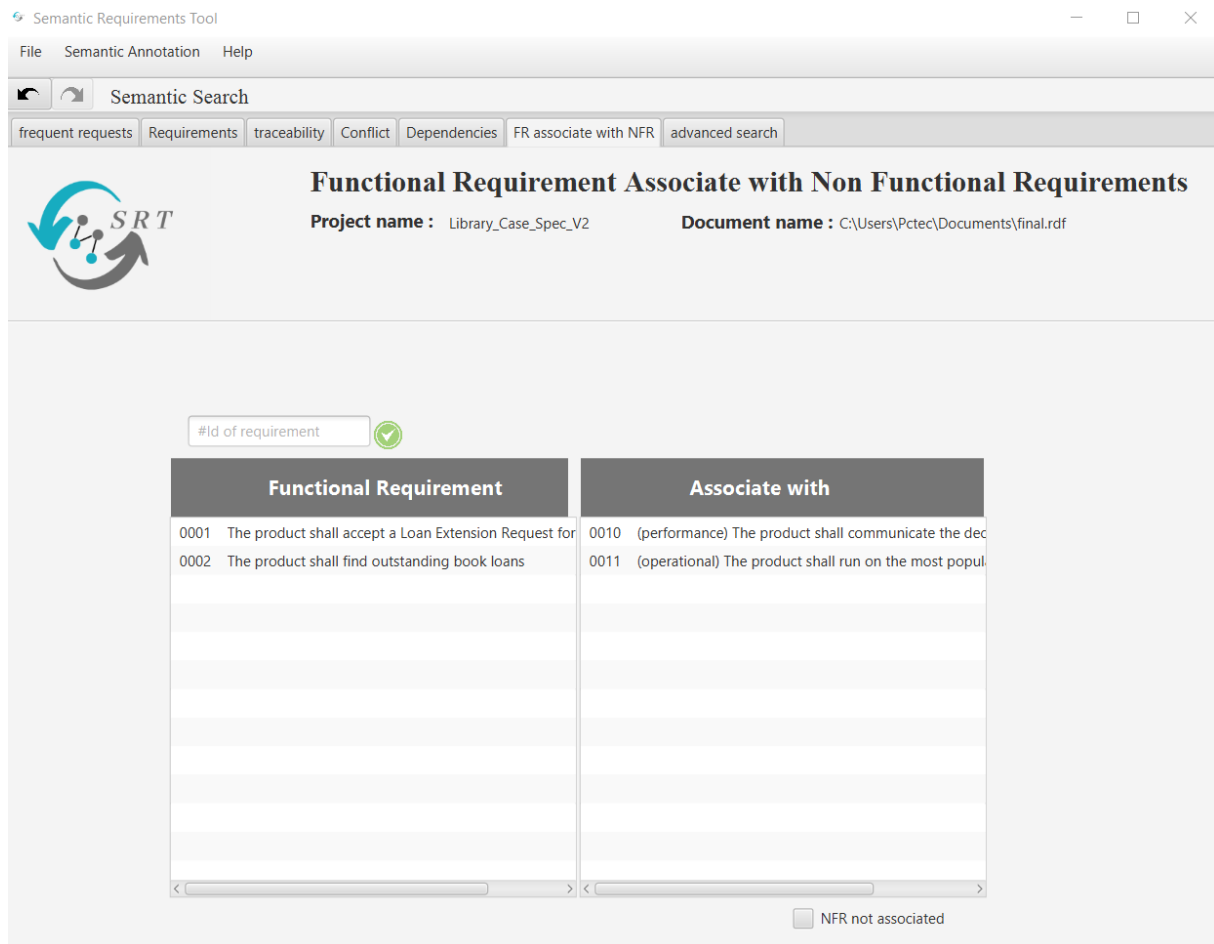 Semantic Requirements Tool
File Semantic Annotation Help
Semantic Search
frequent requests Requirements traceability Conflict Dependencies FR associate with NFR advanced search
SRT
Functional Requirement Associate with Non Functional Requirements
Project name : Library_Case_Spec_V2 Document name : C:\Users\Pctec\Documents\final.rdf
#Id of requirement
Functional Requirement Associate with
0001 The product shall accept a Loan Extension Request for 0010 (performance) The product shall communicate the dec
0002 The product shall find outstanding book loans 0011 (operational) The product shall run on the most popul
NFR not associated